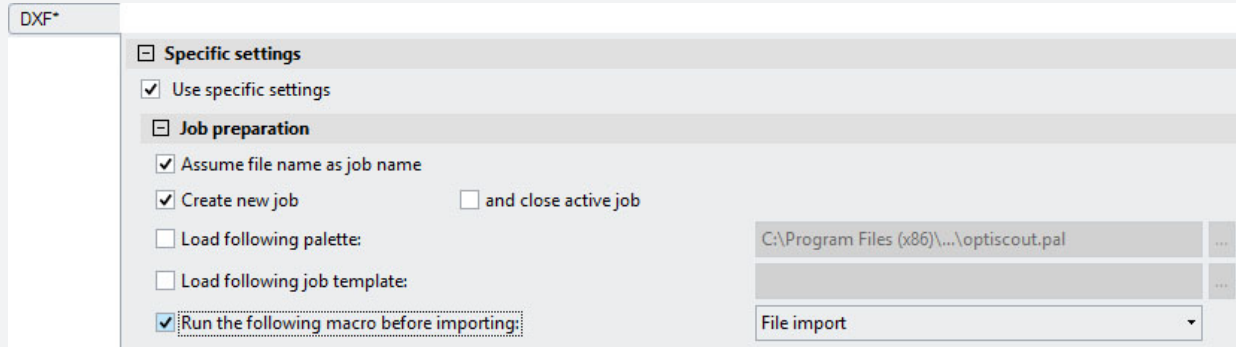 DXF*
Specific settings
Use specific settings
Job preparation
Assume file name as job name
Create new job and close active job
Load following palette: C:\Program Files (x86)\...\optiscout.pal ...
Load following job template: ...
Run the following macro before importing: File import